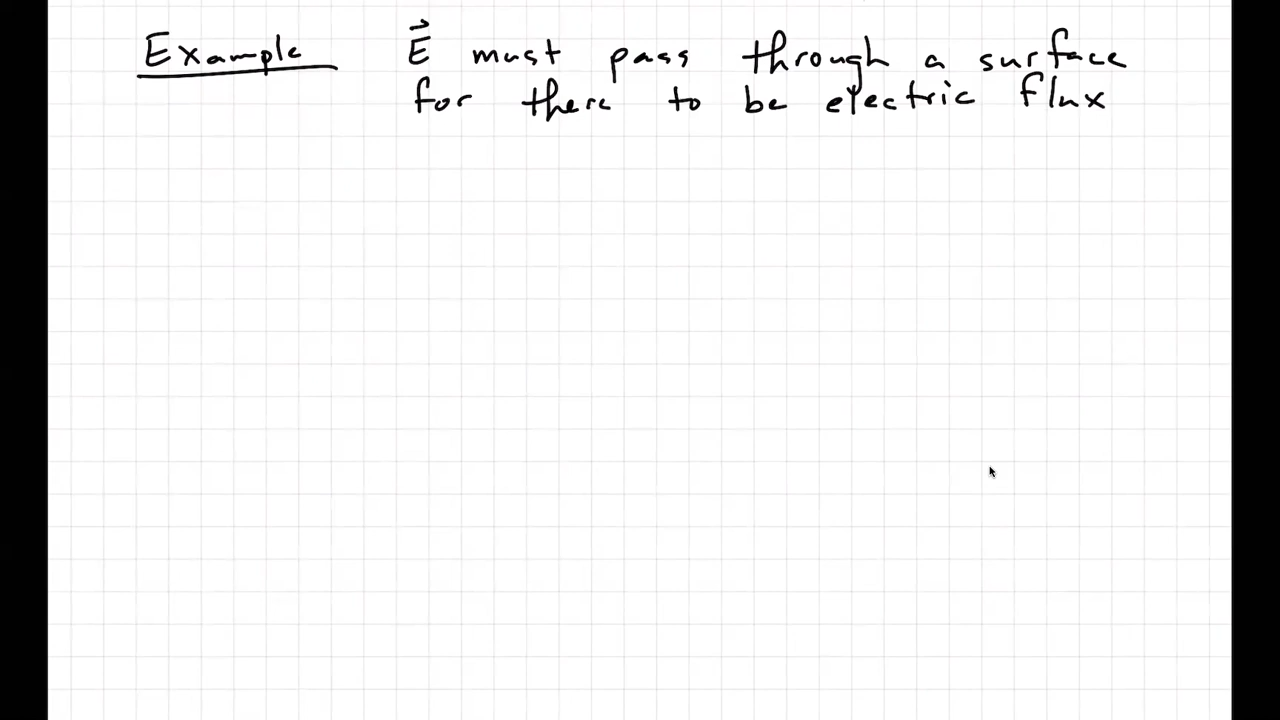 Example E⃗ must pass through a surface
for there to be electric flux